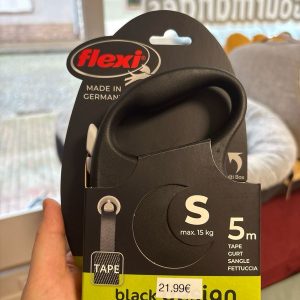 flexi
MADE IN
GERMANY
S
max. 15 kg
5m
TAPE
GURT
SANGLE
FETTUCCIA
TAPE
black
21.99€